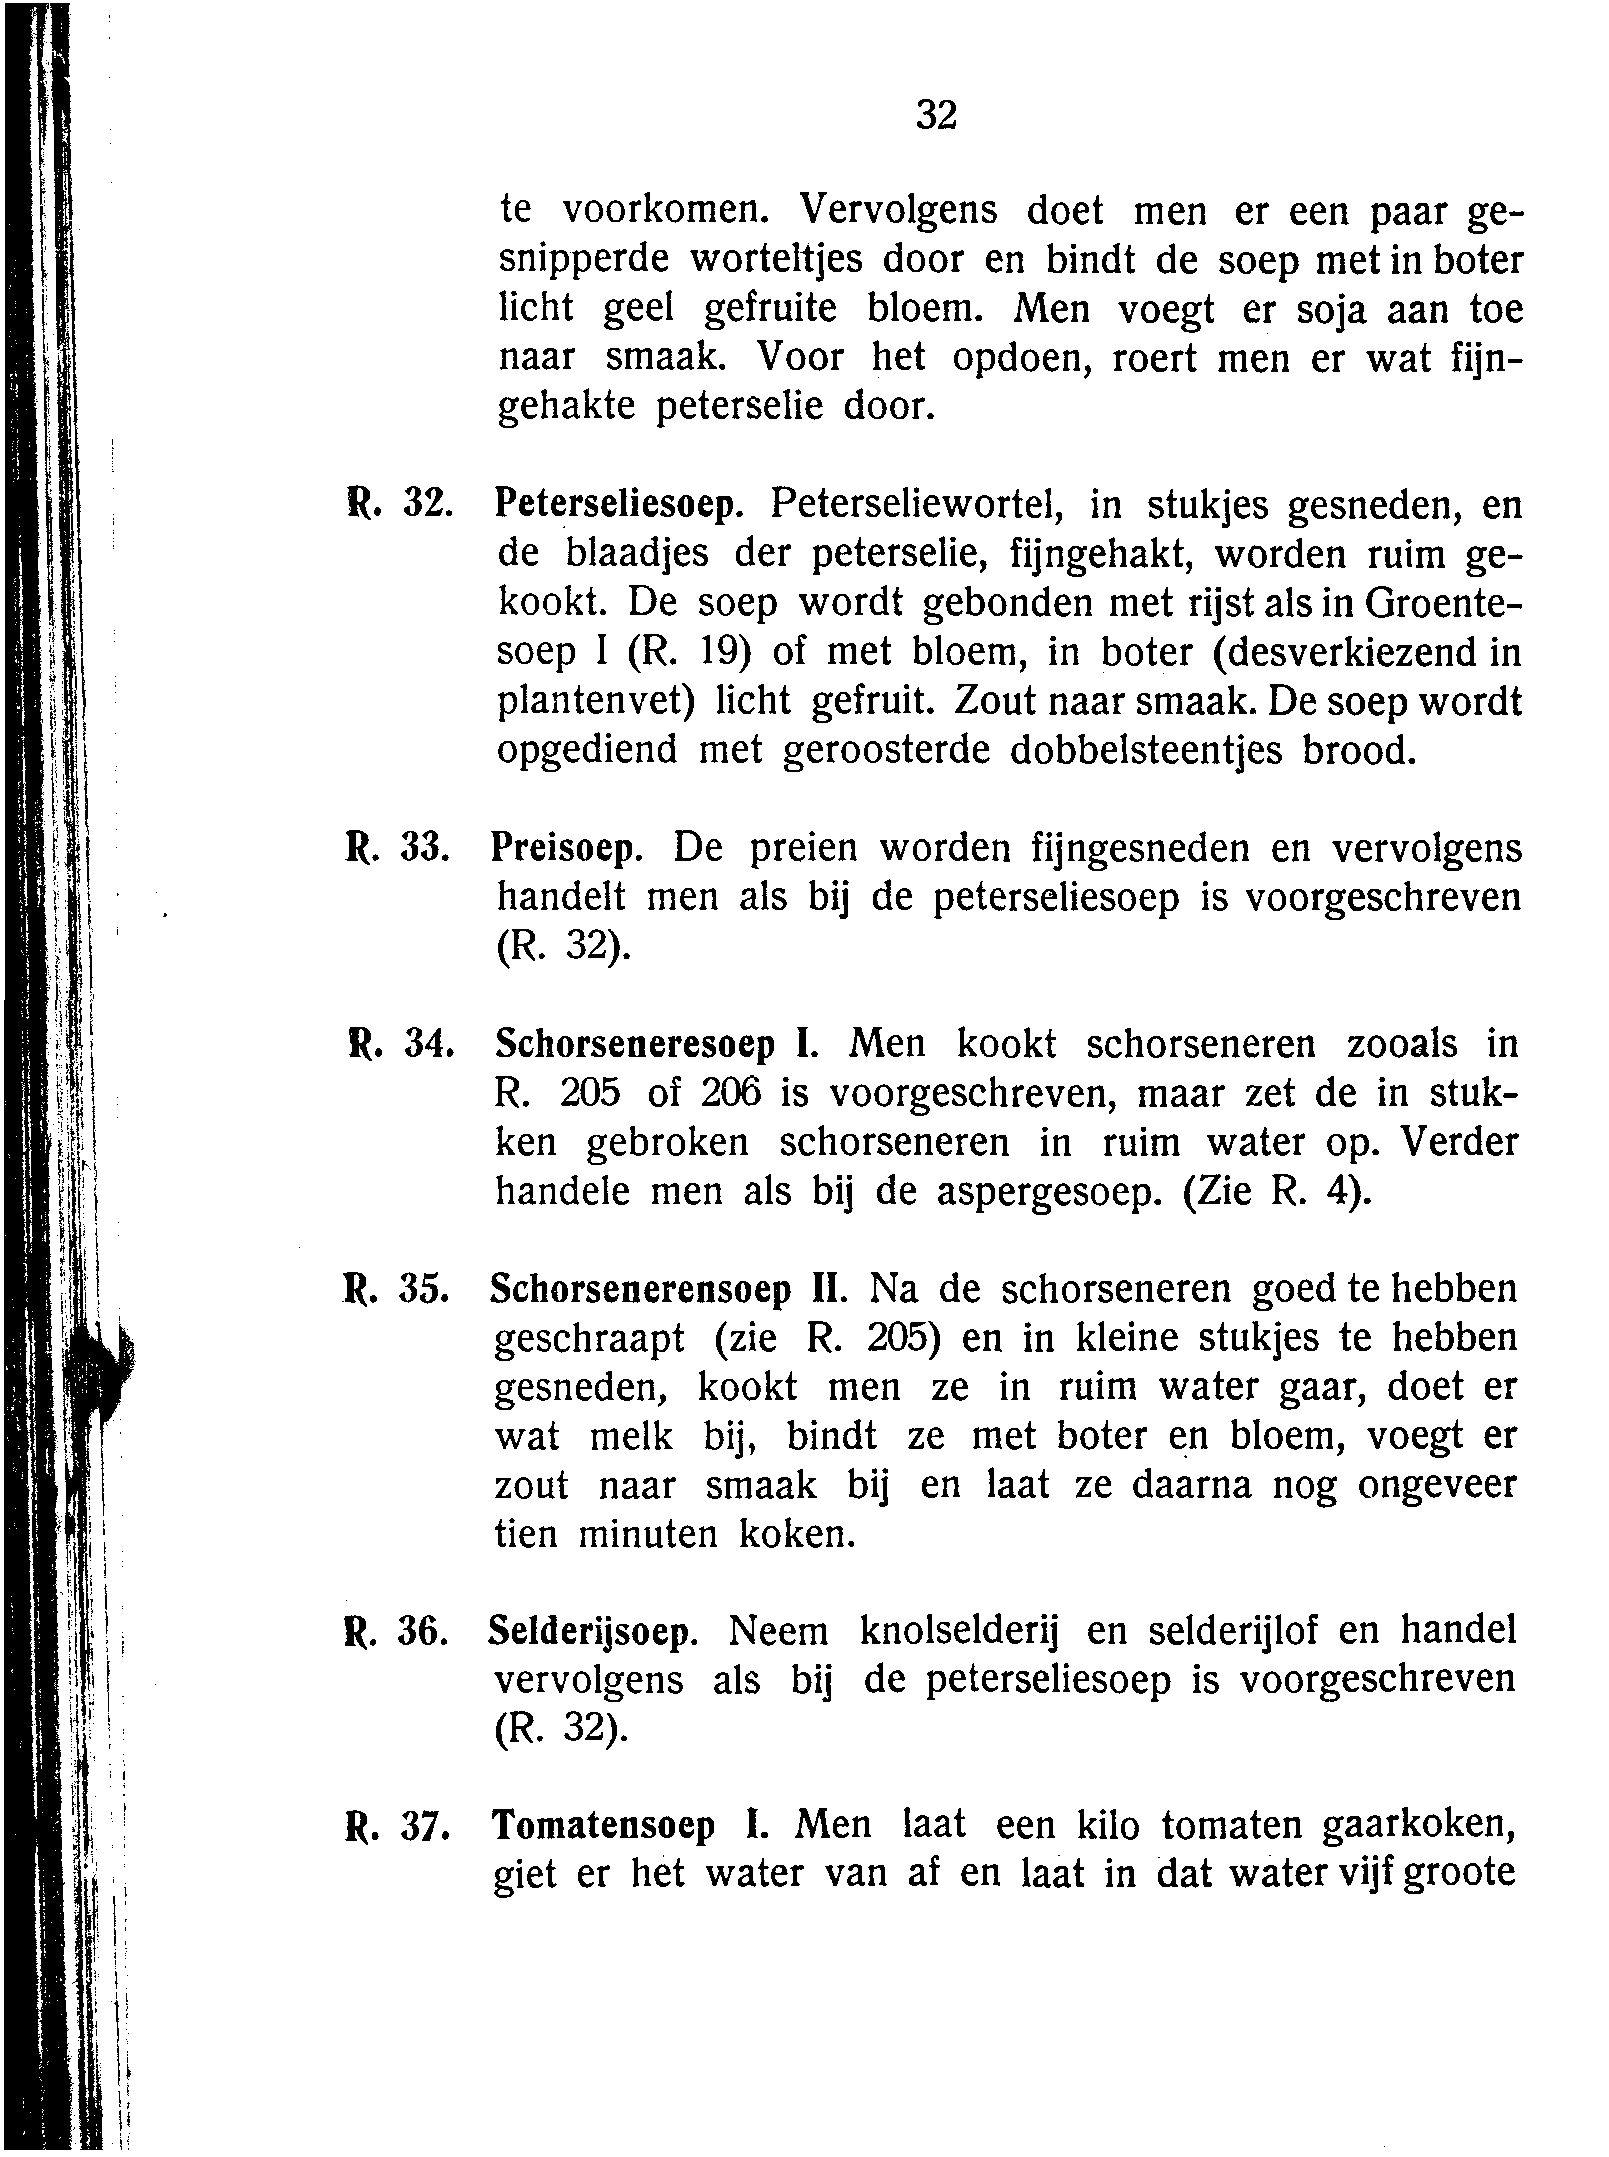 32
te voorkomen. Vervolgens doet men er een paar ge-
snipperde worteltjes door en bindt de soep met in boter
licht geel gefruite bloem. Men voegt er soja aan toe
naar smaak. Voor het opdoen, roert men er wat fijn-
gehakte peterselie door.
R. 32. Peterseliesoep. Peterseliewortel, in stukjes gesneden, en
de blaadjes der peterselie, fijngehakt, worden ruim ge-
kookt. De soep wordt gebonden met rijst als in Groente-
soep I (R. 19) of met bloem, in boter (desverkiezend in
plantenvet) licht gefruit. Zout naar smaak. De soep wordt
opgediend met geroosterde dobbelsteentjes brood.
R. 33. Preisoep. De preien worden fijngesneden en vervolgens
handelt men als bij de peterseliesoep is voorgeschreven
(R. 32).
R. 34. Schorseneresoep I. Men kookt schorseneren zooals in
R. 205 of 206 is voorgeschreven, maar zet de in stuk-
ken gebroken schorseneren in ruim water op. Verder
handele men als bij de aspergesoep. (Zie R. 4).
R. 35. Schorsenerensoep II. Na de schorseneren goed te hebben
geschraapt (zie R. 205) en in kleine stukjes te hebben
gesneden, kookt men ze in ruim water gaar, doet er
wat melk bij, bindt ze met boter en bloem, voegt er
zout naar smaak bij en laat ze daarna nog ongeveer
tien minuten koken.
R. 36. Selderijsoep. Neem knolselderij en selderijlof en handel
vervolgens als bij de peterseliesoep is voorgeschreven
(R. 32).
R. 37. Tomatensoep I. Men laat een kilo tomaten gaarkoken,
giet er het water van af en laat in dat water vijf groote